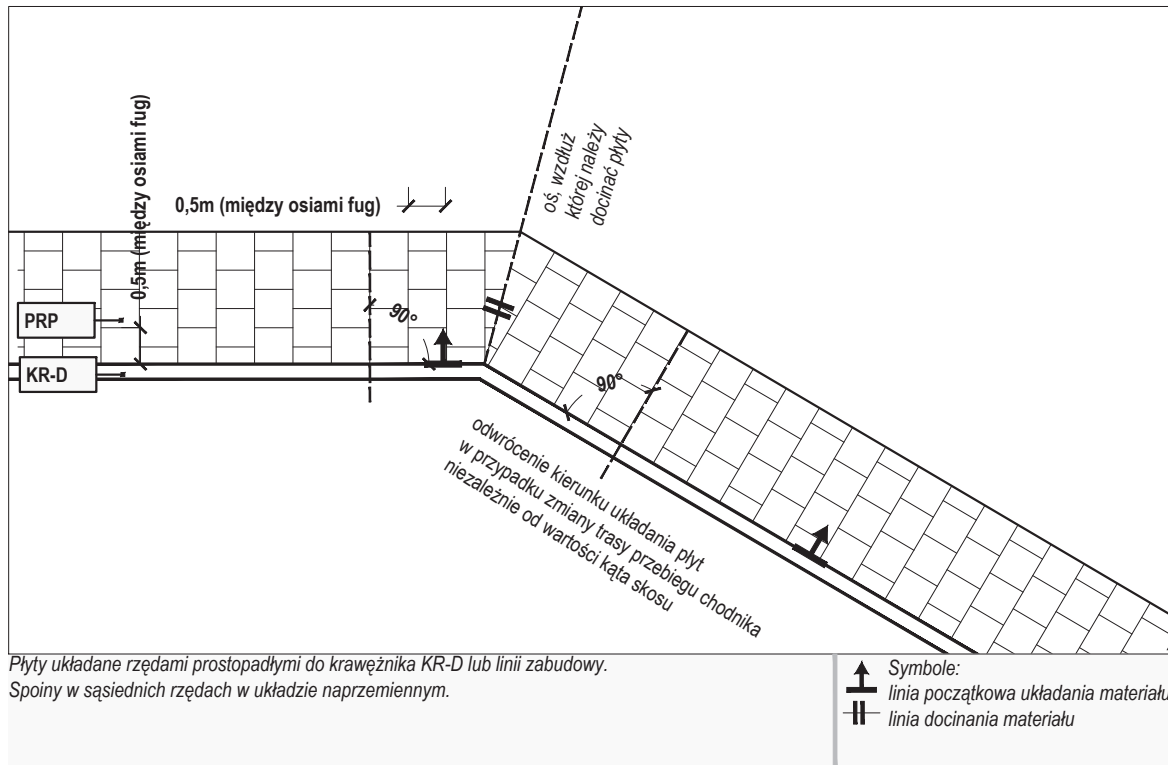 0,5m (między osiami fug)
oś, wzdłuż
której należy
docinać płyty
0,5m (między osiami fug)
PRP
90°
KR-D
90°
odwrócenie kierunku układania płyt
w przypadku zmiany trasy przebiegu chodnika
niezależnie od wartości kąta skosu
Płyty układane rzędami prostopadłymi do krawężnika KR-D lub linii zabudowy.
Spoiny w sąsiednich rzędach w układzie naprzemiennym.
Symbole:
linia początkowa układania materiału
linia docinania materiału